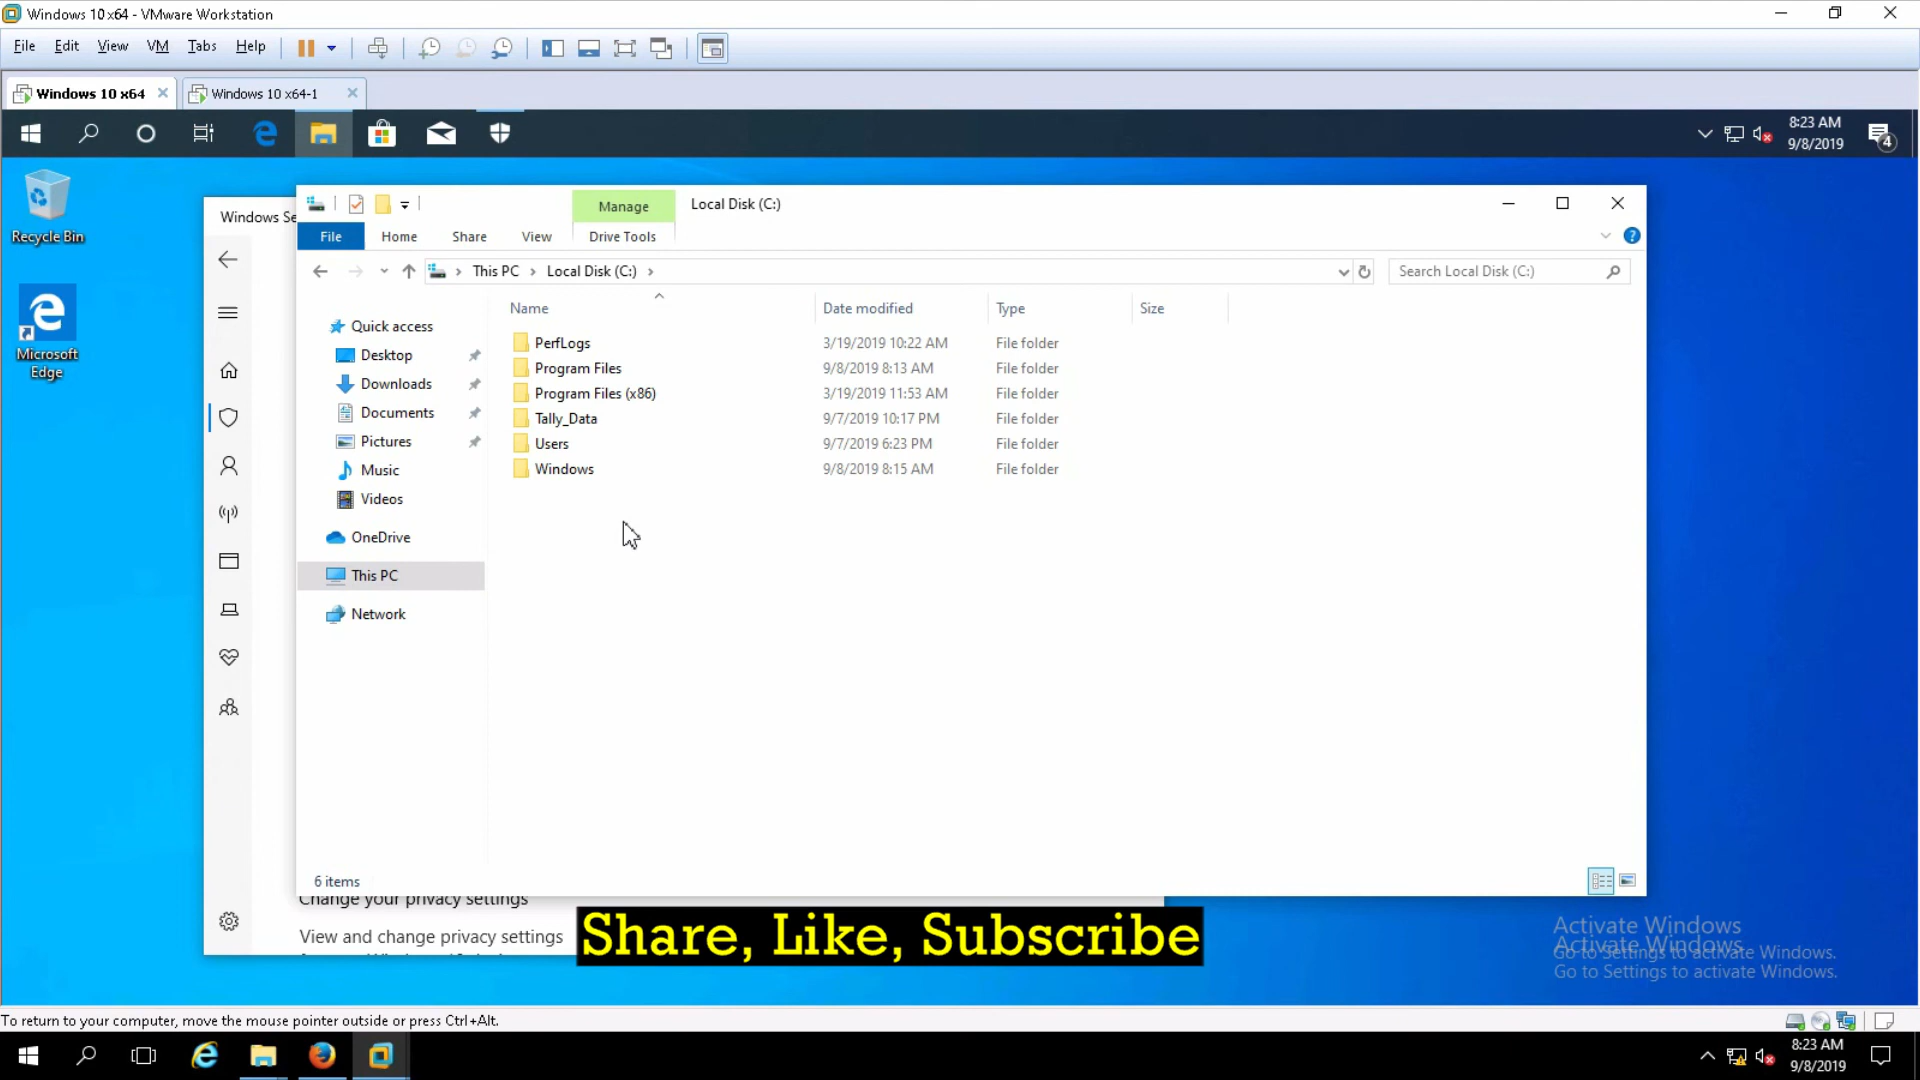 Windows 10 x64 - VMware Workstation
File Edit View VM Tabs Help
Windows 10 x64
Windows 10 x64-1
8:23 AM
9/8/2019
4
Recycle Bin
Microsoft
Edge
Windows Se
Manage
Local Disk (C:)
File Home Share View Drive Tools
This PC Local Disk (C:)
Search Local Disk (C:)
Name Date modified Type Size
PerfLogs 3/19/2019 10:22 AM File folder
Program Files 9/8/2019 8:13 AM File folder
Program Files (x86) 3/19/2019 11:53 AM File folder
Tally_Data 9/7/2019 10:17 PM File folder
Users 9/7/2019 6:23 PM File folder
Windows 9/8/2019 8:15 AM File folder
Quick access
Desktop
Downloads
Documents
Pictures
Music
Videos
OneDrive
This PC
Network
6 items
Change your privacy settings
View and change privacy settings
Share, Like, Subscribe
Activate Windows
Activate Windows
Go to Settings to activate Windows.
Go to Settings to activate Windows.
To return to your computer, move the mouse pointer outside or press Ctrl+Alt.
8:23 AM
9/8/2019